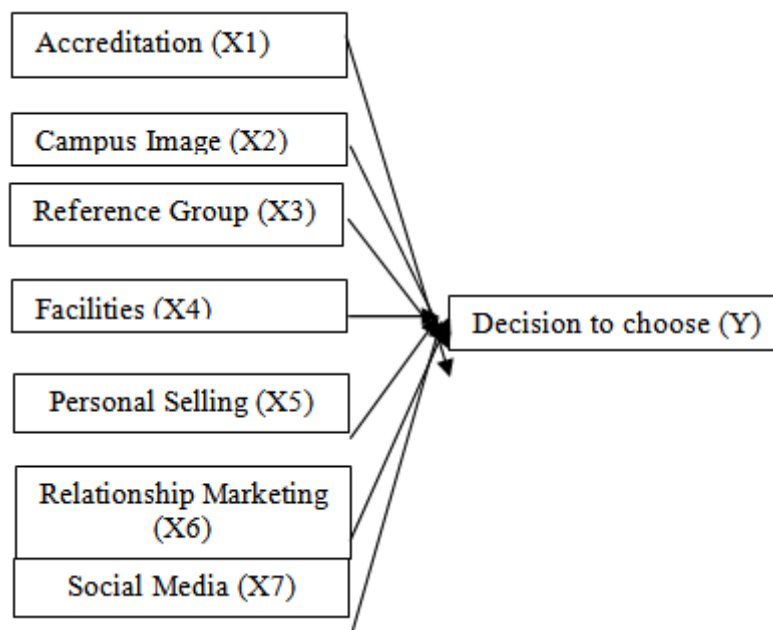 Accreditation (X1)
Campus Image (X2)
Reference Group (X3)
Facilities (X4)
Decision to choose (Y)
Personal Selling (X5)
Relationship Marketing
(X6)
Social Media (X7)